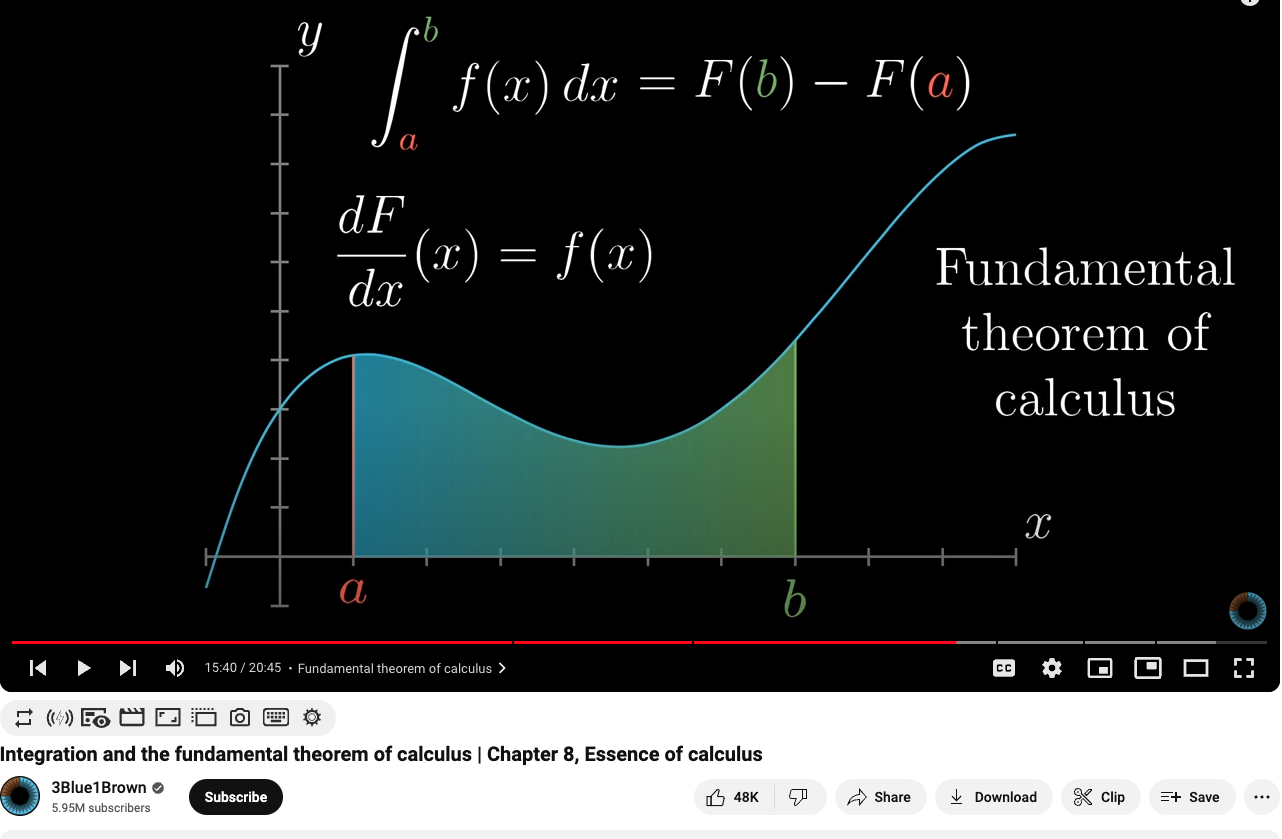 y
∫_a^b f(x) dx = F(b) − F(a)
dF/dx (x) = f(x)
Fundamental
theorem of
calculus
x
a
b
15:40 / 20:45 • Fundamental theorem of calculus
CC
Integration and the fundamental theorem of calculus | Chapter 8, Essence of calculus
3Blue1Brown
5.95M subscribers
Subscribe
48K
Share
Download
Clip
Save